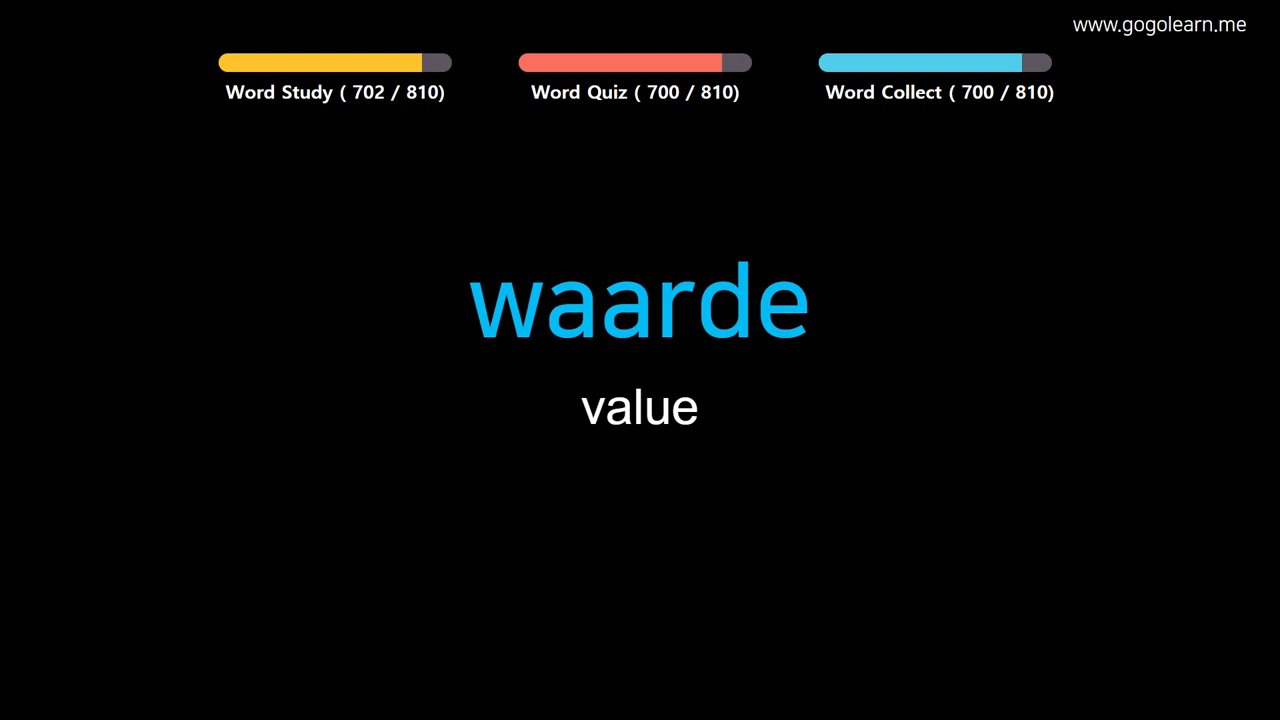 www.gogolearn.me
Word Study ( 702 / 810)
Word Quiz ( 700 / 810)
Word Collect ( 700 / 810)
waarde
value